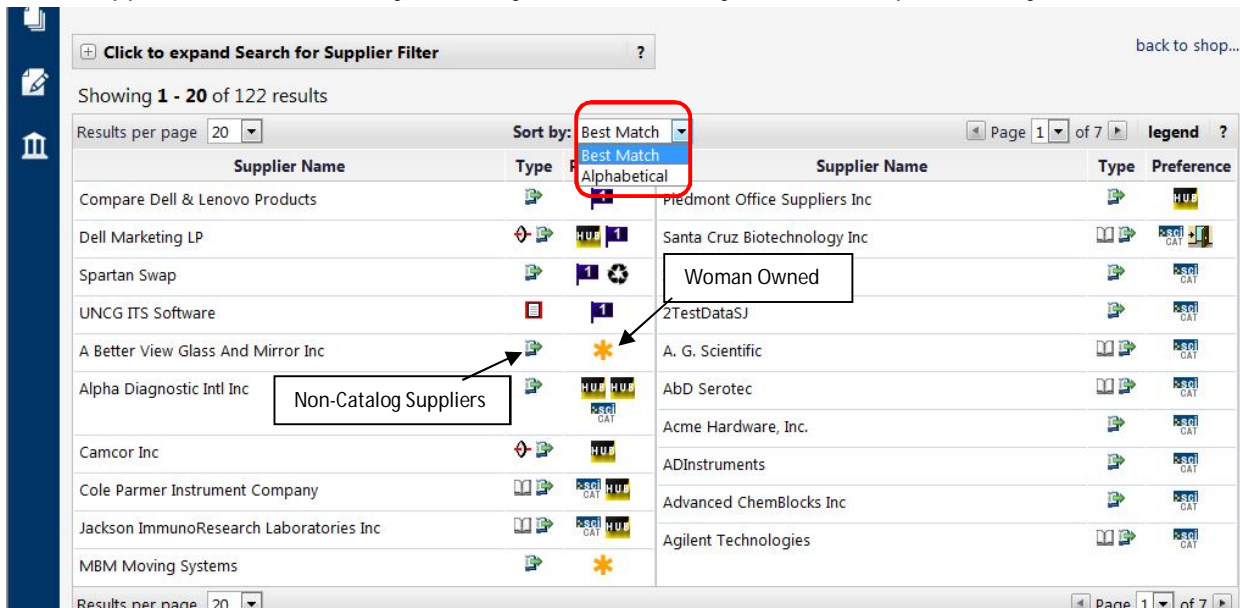 Click to expand Search for Supplier Filter ?
back to shop...
Showing 1 - 20 of 122 results
Results per page 20
Sort by: Best Match
Best Match
Alphabetical
Page 1 of 7 legend ?
Supplier Name Type
Supplier Name Type Preference
Compare Dell & Lenovo Products 1
Dell Marketing LP HUB 1
Spartan Swap 1
UNCG ITS Software 1
A Better View Glass And Mirror Inc
Alpha Diagnostic Intl Inc HUB HUB
sci CAT
Camcor Inc HUB
Cole Parmer Instrument Company sci CAT HUB
Jackson ImmunoResearch Laboratories Inc sci CAT HUB
MBM Moving Systems
Piedmont Office Suppliers Inc HUB
Santa Cruz Biotechnology Inc sci CAT
sci CAT
2TestDataSJ sci CAT
A. G. Scientific sci CAT
AbD Serotec sci CAT
Acme Hardware, Inc. sci CAT
ADInstruments sci CAT
Advanced ChemBlocks Inc sci CAT
Agilent Technologies sci CAT
Woman Owned
Non-Catalog Suppliers
Results per page 20
Page 1 of 7